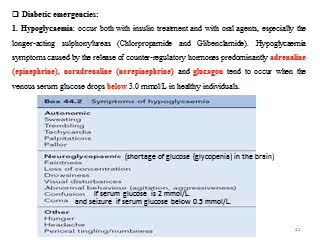 ❑ Diabetic emergencies:
1. Hypoglycaemia: occur both with insulin treatment and with oral agents, especially the
longer-acting sulphonylureas (Chlorpropamide and Glibenclamide). Hypoglycaemia
symptoms caused by the release of counter-regulatory hormones predominantly adrenaline
(epinephrine), noradrenaline (norepinephrine) and glucagon tend to occur when the
venous serum glucose drops below 3.0 mmol/L in healthy individuals.
Box 44.2 Symptoms of hypoglycaemia
Autonomic
Sweating
Trembling
Tachycardia
Palpitations
Pallor
Neuroglycopaenic (shortage of glucose (glycopenia) in the brain)
Faintness
Loss of concentration
Drowsiness
Visual disturbances
Abnormal behaviour (agitation, aggressiveness)
Confusion if serum glucose is 2 mmol/L.
Coma and seizure if serum glucose below 0.5 mmol/L.
Other
Hunger
Headache
Perioral tingling/numbness